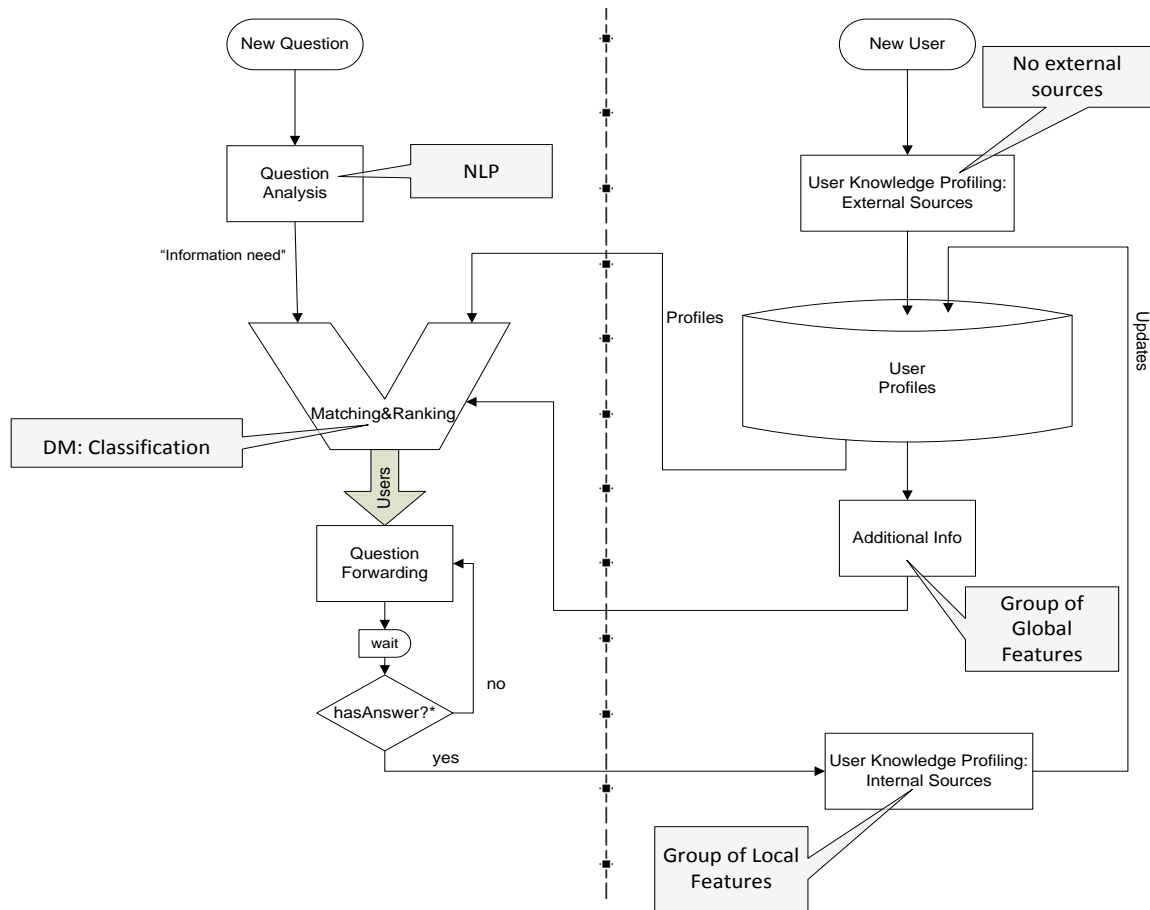 New Question
New User
No external
sources
Question
Analysis
NLP
User Knowledge Profiling:
External Sources
“Information need"
Profiles
Updates
User
Profiles
Matching&Ranking
DM: Classification
Users
Question
Forwarding
Additional Info
wait
Group of
Global
Features
no
hasAnswer?*
yes
User Knowledge Profiling:
Internal Sources
Group of Local
Features